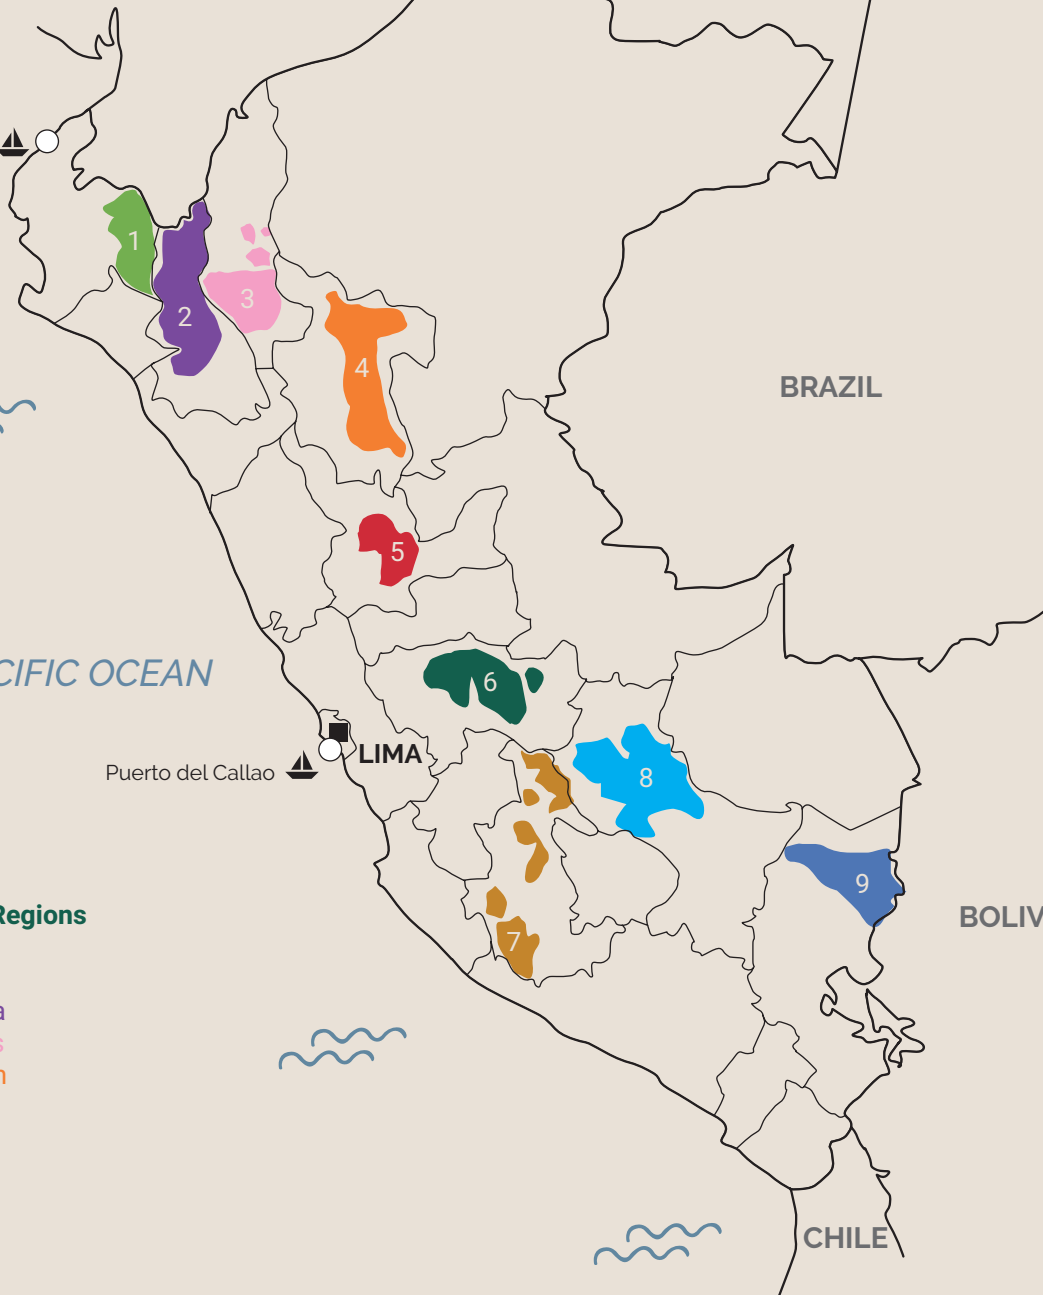 1
2
3
4
BRAZIL
5
CIFIC OCEAN
6
LIMA
Puerto del Callao
8
9
Regions
BOLIV
7
a
s
n
CHILE